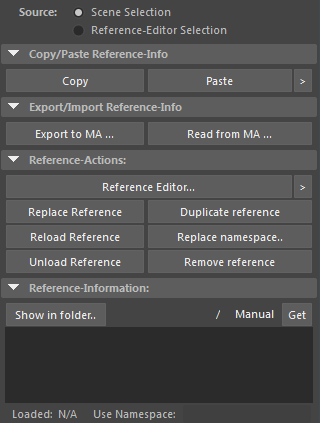 Source: Scene Selection
Reference-Editor Selection
Copy/Paste Reference-Info
Copy Paste >
Export/Import Reference-Info
Export to MA ... Read from MA ...
Reference-Actions:
Reference Editor... >
Replace Reference Duplicate reference
Reload Reference Replace namespace..
Unload Reference Remove reference
Reference-Information:
Show in folder.. / Manual Get
Loaded: N/A Use Namespace: